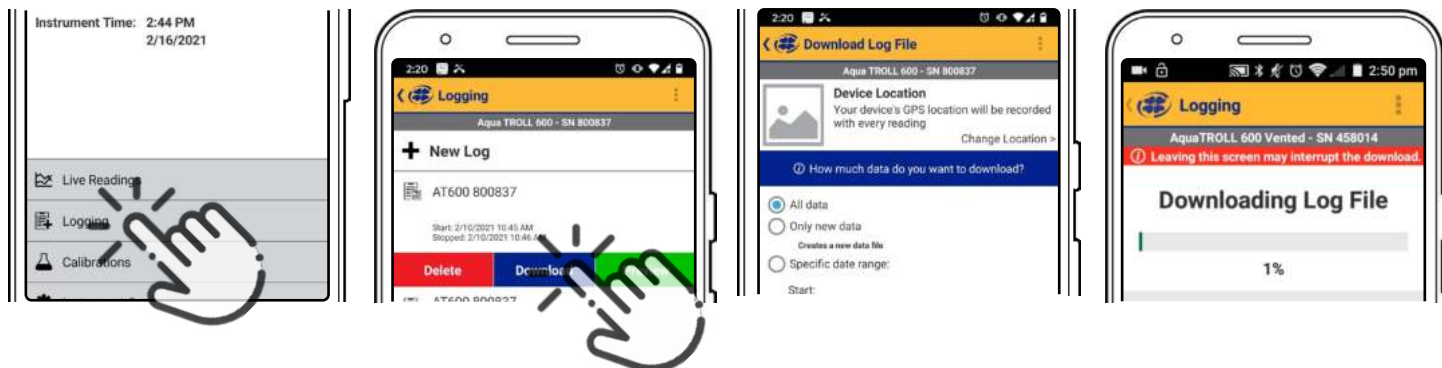 Instrument Time: 2:44 PM
2/16/2021
Live Readings
Logging
Calibrations
2:20
Logging
Aqua TROLL 600 - SN 800837
New Log
AT600 800837
Start: 2/10/2021 10:45 AM
Stopped: 2/10/2021 10:46 AM
Delete
Download
AT600 800837
2:20
Download Log File
Aqua TROLL 600 - SN 800837
Device Location
Your device's GPS location will be recorded
with every reading
Change Location >
How much data do you want to download?
All data
Only new data
Creates a new data file
Specific date range:
Start:
2:50 pm
Logging
AquaTROLL 600 Vented - SN 458014
Leaving this screen may interrupt the download.
Downloading Log File
1%